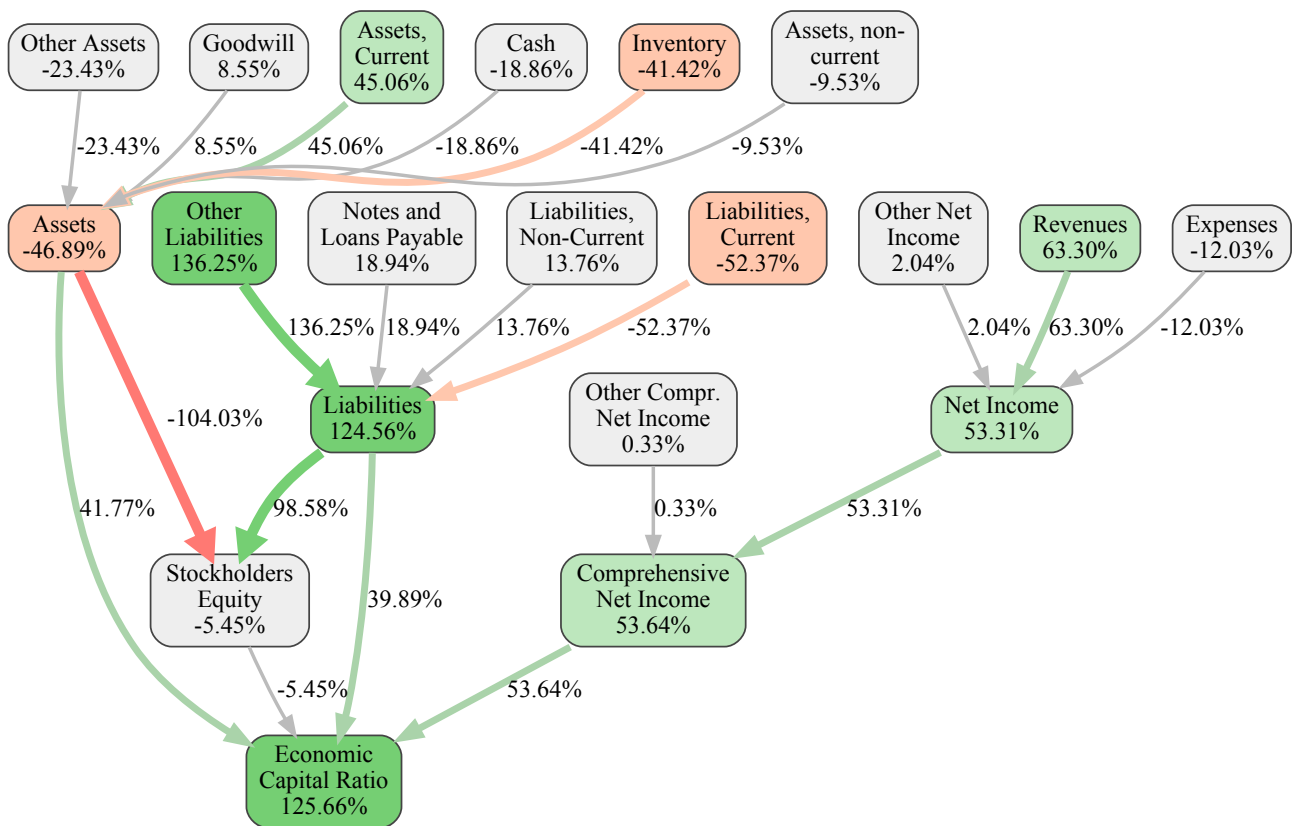 Other Assets
-23.43%
Goodwill
8.55%
Assets,
Current
45.06%
Cash
-18.86%
Inventory
-41.42%
Assets, non-
current
-9.53%
-23.43%
8.55%
45.06%
-18.86%
-41.42%
-9.53%
Assets
-46.89%
Other
Liabilities
136.25%
Notes and
Loans Payable
18.94%
Liabilities,
Non-Current
13.76%
Liabilities,
Current
-52.37%
Other Net
Income
2.04%
Revenues
63.30%
Expenses
-12.03%
136.25%
18.94%
13.76%
-52.37%
2.04%
63.30%
-12.03%
-104.03%
Liabilities
124.56%
Other Compr.
Net Income
0.33%
Net Income
53.31%
41.77%
98.58%
0.33%
53.31%
Stockholders
Equity
-5.45%
39.89%
Comprehensive
Net Income
53.64%
-5.45%
53.64%
Economic
Capital Ratio
125.66%